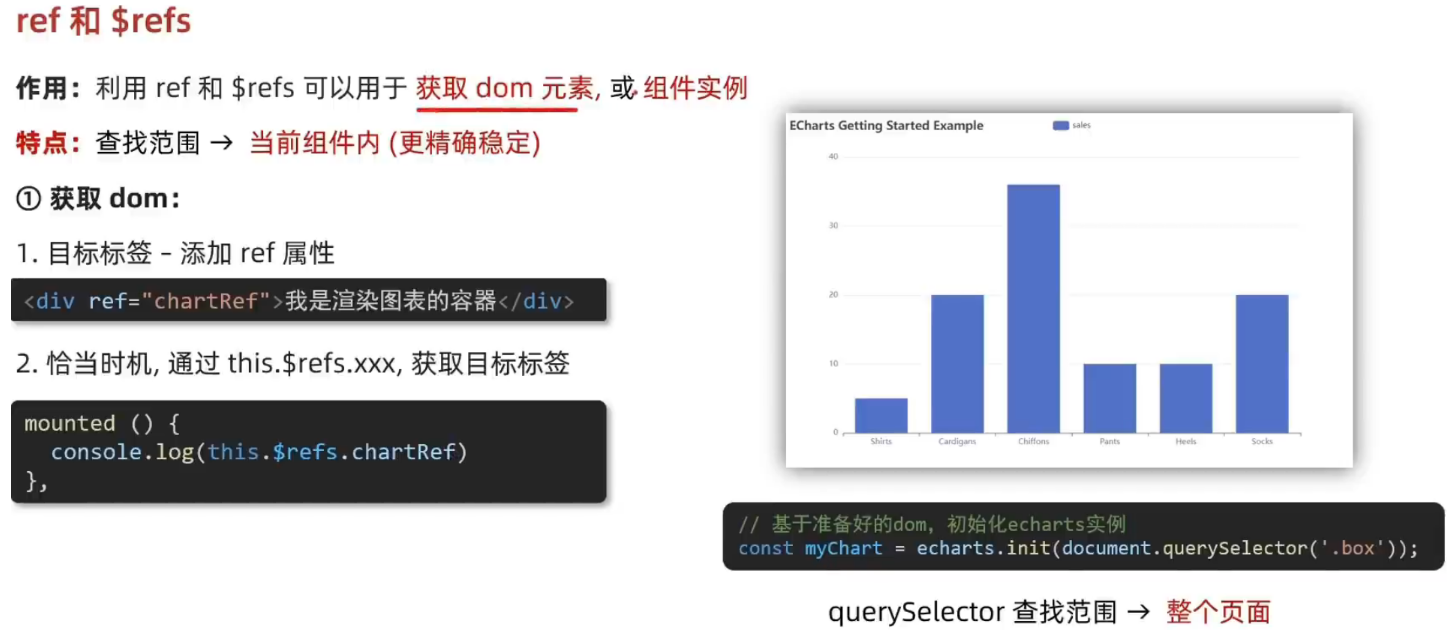 ref 和 $refs
作用：利用 ref 和 $refs 可以用于 获取 dom 元素, 或 组件实例
特点：查找范围 → 当前组件内 (更精确稳定)
① 获取 dom：
1. 目标标签 – 添加 ref 属性
<div ref="chartRef">我是渲染图表的容器</div>
2. 恰当时机, 通过 this.$refs.xxx, 获取目标标签
mounted () {
  console.log(this.$refs.chartRef)
},
ECharts Getting Started Example
sales
40
30
20
10
0
Shirts Cardigans Chiffons Pants Heels Socks
// 基于准备好的dom，初始化echarts实例
const myChart = echarts.init(document.querySelector('.box'));
querySelector 查找范围 → 整个页面